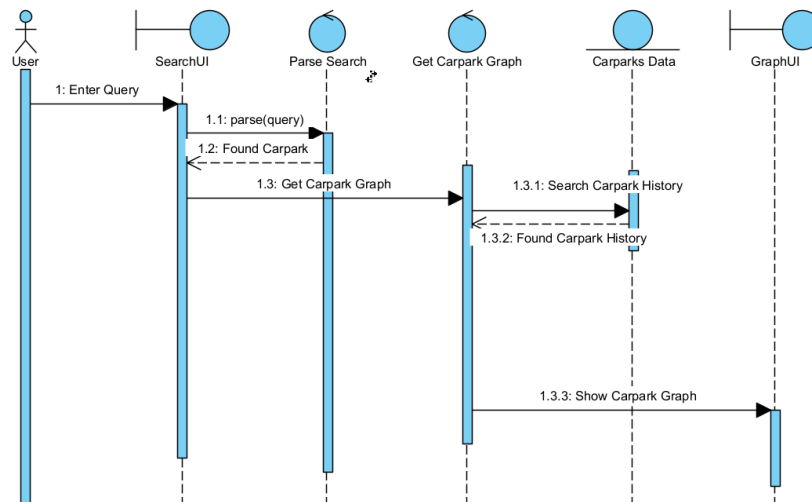 User
SearchUI
Parse Search
Get Carpark Graph
Carparks Data
GraphUI
1: Enter Query
1.1: parse(query)
1.2: Found Carpark
1.3: Get Carpark Graph
1.3.1: Search Carpark History
1.3.2: Found Carpark History
1.3.3: Show Carpark Graph